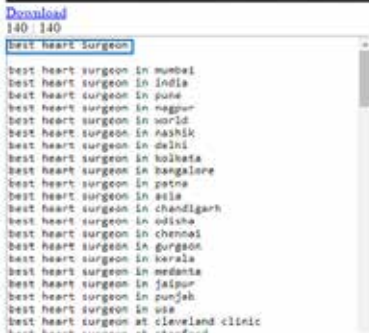 Download
140 | 140
best heart Surgeon
best heart surgeon in mumbai
best heart surgeon in india
best heart surgeon in pune
best heart surgeon in nagpur
best heart surgeon in world
best heart surgeon in nashik
best heart surgeon in delhi
best heart surgeon in kolkata
best heart surgeon in bangalore
best heart surgeon in patna
best heart surgeon in asia
best heart surgeon in chandigarh
best heart surgeon in odisha
best heart surgeon in chennai
best heart surgeon in gurgaon
best heart surgeon in kerala
best heart surgeon in medanta
best heart surgeon in jaipur
best heart surgeon in punjab
best heart surgeon in usa
best heart surgeon at cleveland clinic
best heart surgeon at stanford